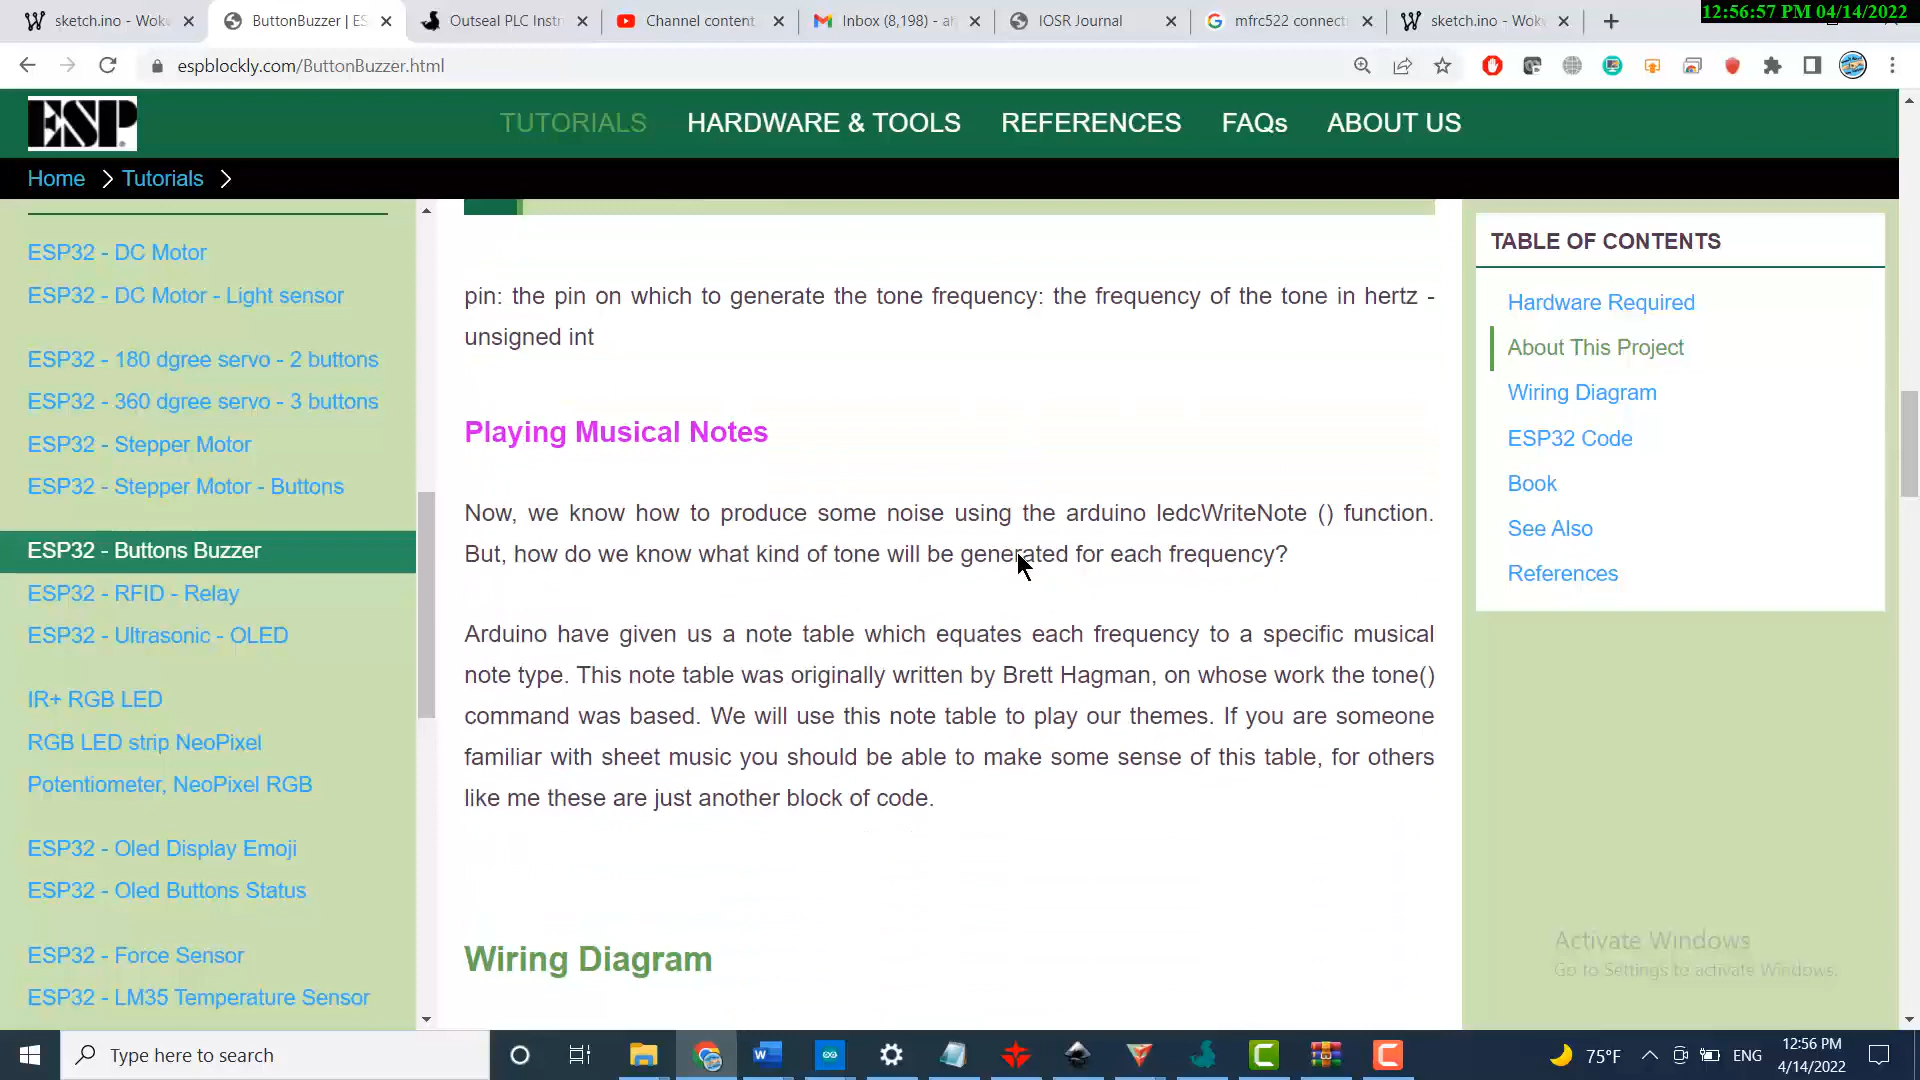 12:56:57 PM 04/14/2022
sketch.ino - Wokw
ButtonBuzzer | ES
Outseal PLC Instr
Channel content
Inbox (8,198) - a
IOSR Journal
mfrc522 connect
sketch.ino - Wokw
espblockly.com/ButtonBuzzer.html
ESP
TUTORIALS
HARDWARE & TOOLS
REFERENCES
FAQs
ABOUT US
Home
Tutorials
ESP32 - DC Motor
ESP32 - DC Motor - Light sensor
ESP32 - 180 dgree servo - 2 buttons
ESP32 - 360 dgree servo - 3 buttons
ESP32 - Stepper Motor
ESP32 - Stepper Motor - Buttons
ESP32 - Buttons Buzzer
ESP32 - RFID - Relay
ESP32 - Ultrasonic - OLED
IR+ RGB LED
RGB LED strip NeoPixel
Potentiometer, NeoPixel RGB
ESP32 - Oled Display Emoji
ESP32 - Oled Buttons Status
ESP32 - Force Sensor
ESP32 - LM35 Temperature Sensor
pin: the pin on which to generate the tone frequency: the frequency of the tone in hertz -
unsigned int
Playing Musical Notes
Now, we know how to produce some noise using the arduino ledcWriteNote () function.
But, how do we know what kind of tone will be generated for each frequency?
Arduino have given us a note table which equates each frequency to a specific musical
note type. This note table was originally written by Brett Hagman, on whose work the tone()
command was based. We will use this note table to play our themes. If you are someone
familiar with sheet music you should be able to make some sense of this table, for others
like me these are just another block of code.
Wiring Diagram
TABLE OF CONTENTS
Hardware Required
About This Project
Wiring Diagram
ESP32 Code
Book
See Also
References
Activate Windows
Go to Settings to activate Windows.
Type here to search
75°F
ENG
12:56 PM
4/14/2022